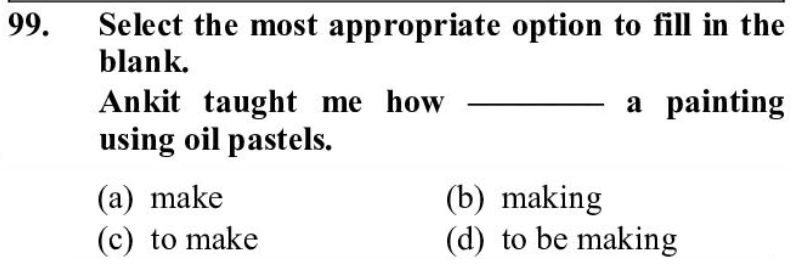 99. Select the most appropriate option to fill in the
blank.
Ankit taught me how ________ a painting
using oil pastels.
(a) make (b) making
(c) to make (d) to be making